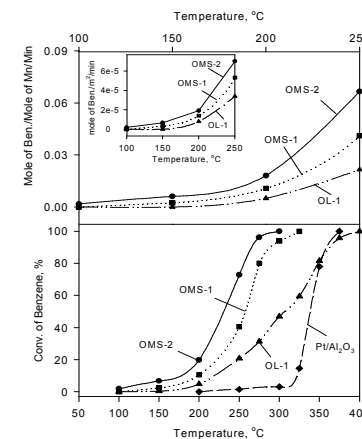 Temperature, °C
100 150 200 25
0.09
0.06
0.03
0.00
Mole of Ben./Mole of Mn/Min
6e-5
4e-5
2e-5
0
mole of Ben./m²/min
OMS-2
OMS-1
OL-1
100 150 200 250
Temperature, °C
OMS-2
OMS-1
OL-1
100
80
60
40
20
0
Conv. of Benzene, %
OMS-1
OMS-2
OL-1
Pt/Al₂O₃
50 100 150 200 250 300 350 40
Temperature, °C